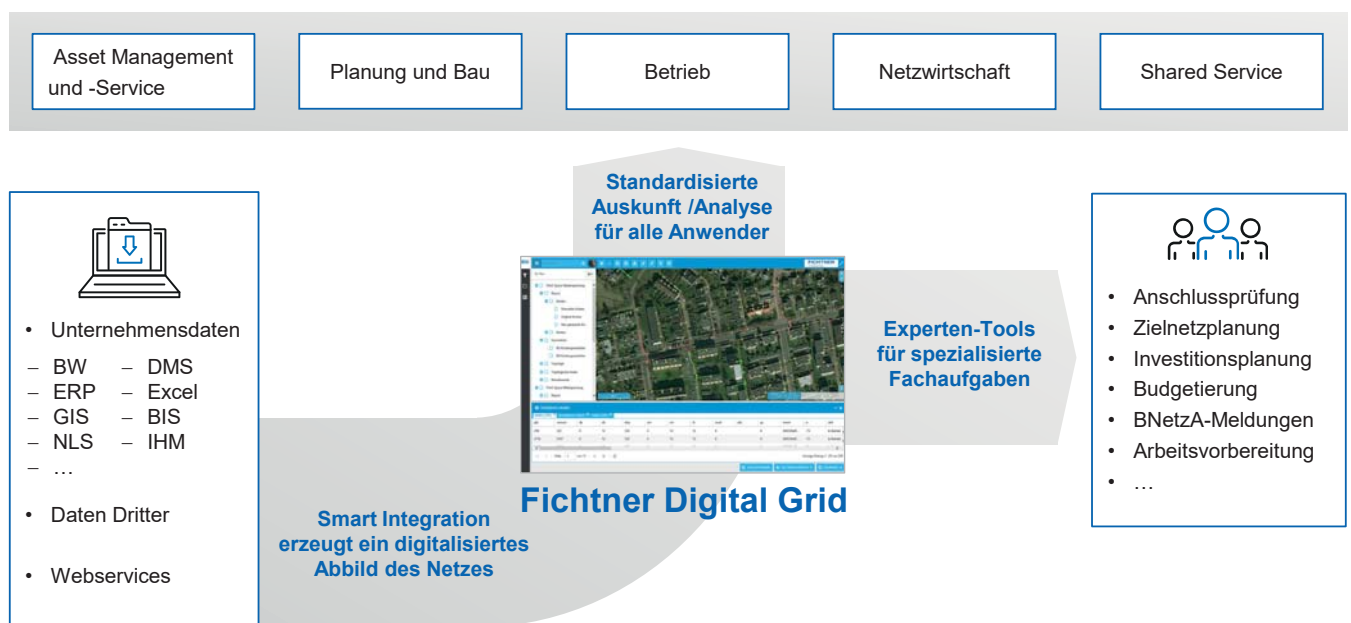 Asset Management
und -Service
Planung und Bau
Betrieb
Netzwirtschaft
Shared Service
Standardisierte
Auskunft /Analyse
für alle Anwender
• Unternehmensdaten
– BW – DMS
– ERP – Excel
– GIS – BIS
– NLS – IHM
– …
• Daten Dritter
• Webservices
Smart Integration
erzeugt ein digitalisiertes
Abbild des Netzes
FICHTNER
Fichtner Digital Grid
Experten-Tools
für spezialisierte
Fachaufgaben
• Anschlussprüfung
• Zielnetzplanung
• Investitionsplanung
• Budgetierung
• BNetzA-Meldungen
• Arbeitsvorbereitung
• …